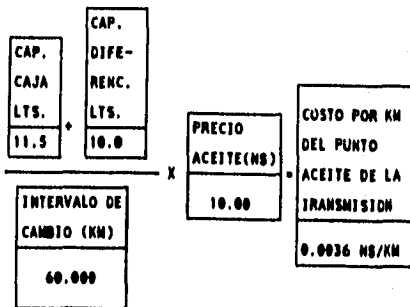 CAP.
CAJA
LTS.
11.5
+
CAP.
DIFE-
RENC.
LTS.
10.0
INTERVALO DE
CAMBIO (KM)
60.000
X
PRECIO
ACEITE(N$)
10.00
=
COSTO POR KM
DEL PUNTO
ACEITE DE LA
TRANSMISION
0.0036 N$/KM